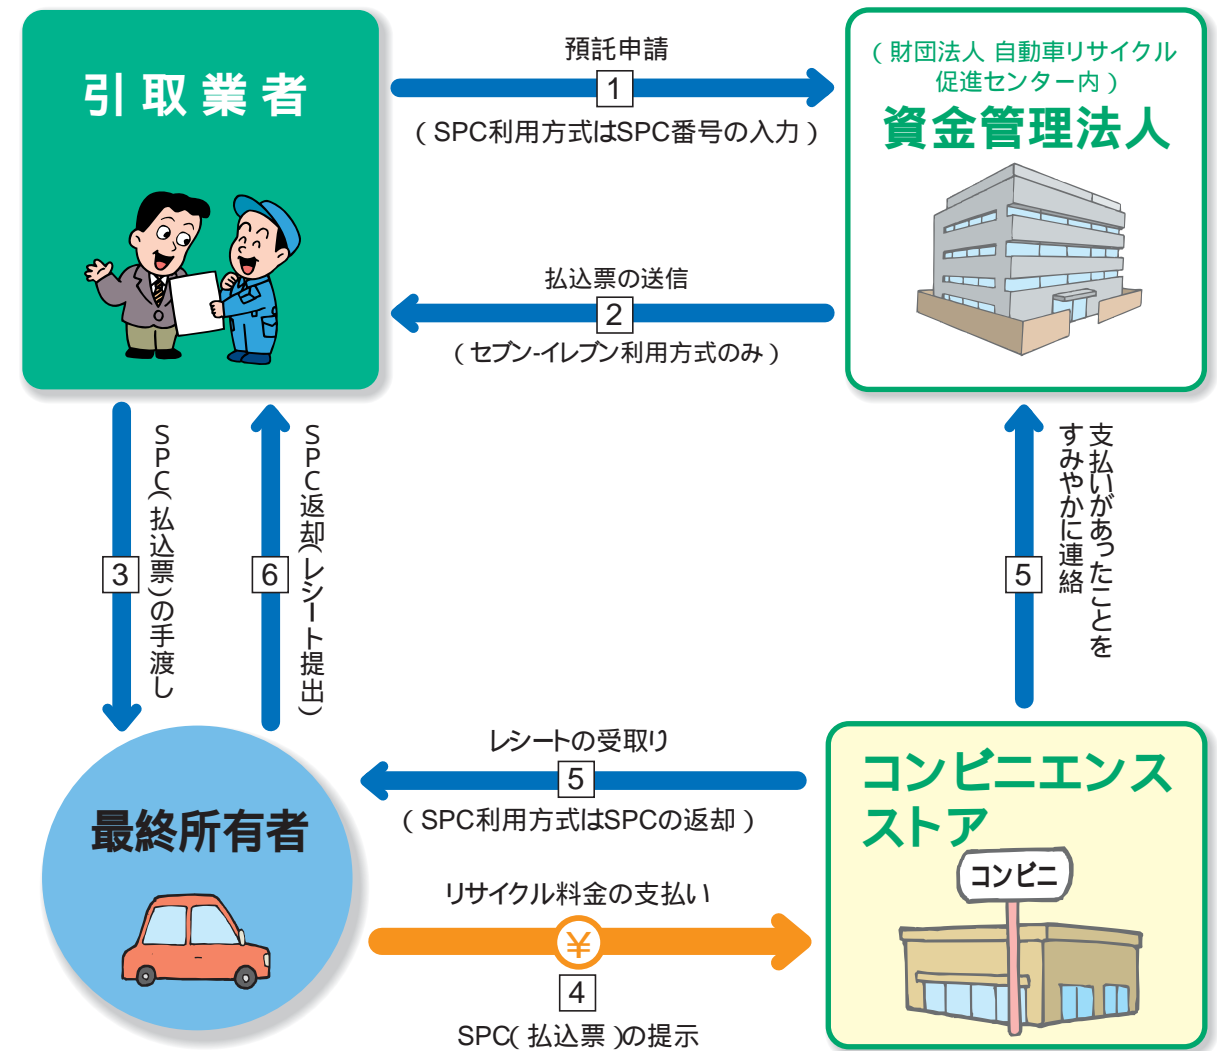 引取業者
預託申請
1
(SPC利用方式はSPC番号の入力)
(財団法人 自動車リサイクル
促進センター内)
資金管理法人
払込票の送信
2
(セブン-イレブン利用方式のみ)
SPC(払込票)の手渡し
3
SPC返却(レシート提出)
6
支払いがあったことを
すみやかに連絡
5
レシートの受取り
5
(SPC利用方式はSPCの返却)
最終所有者
リサイクル料金の支払い
¥
4
SPC(払込票)の提示
コンビニエンス
ストア
コンビニ